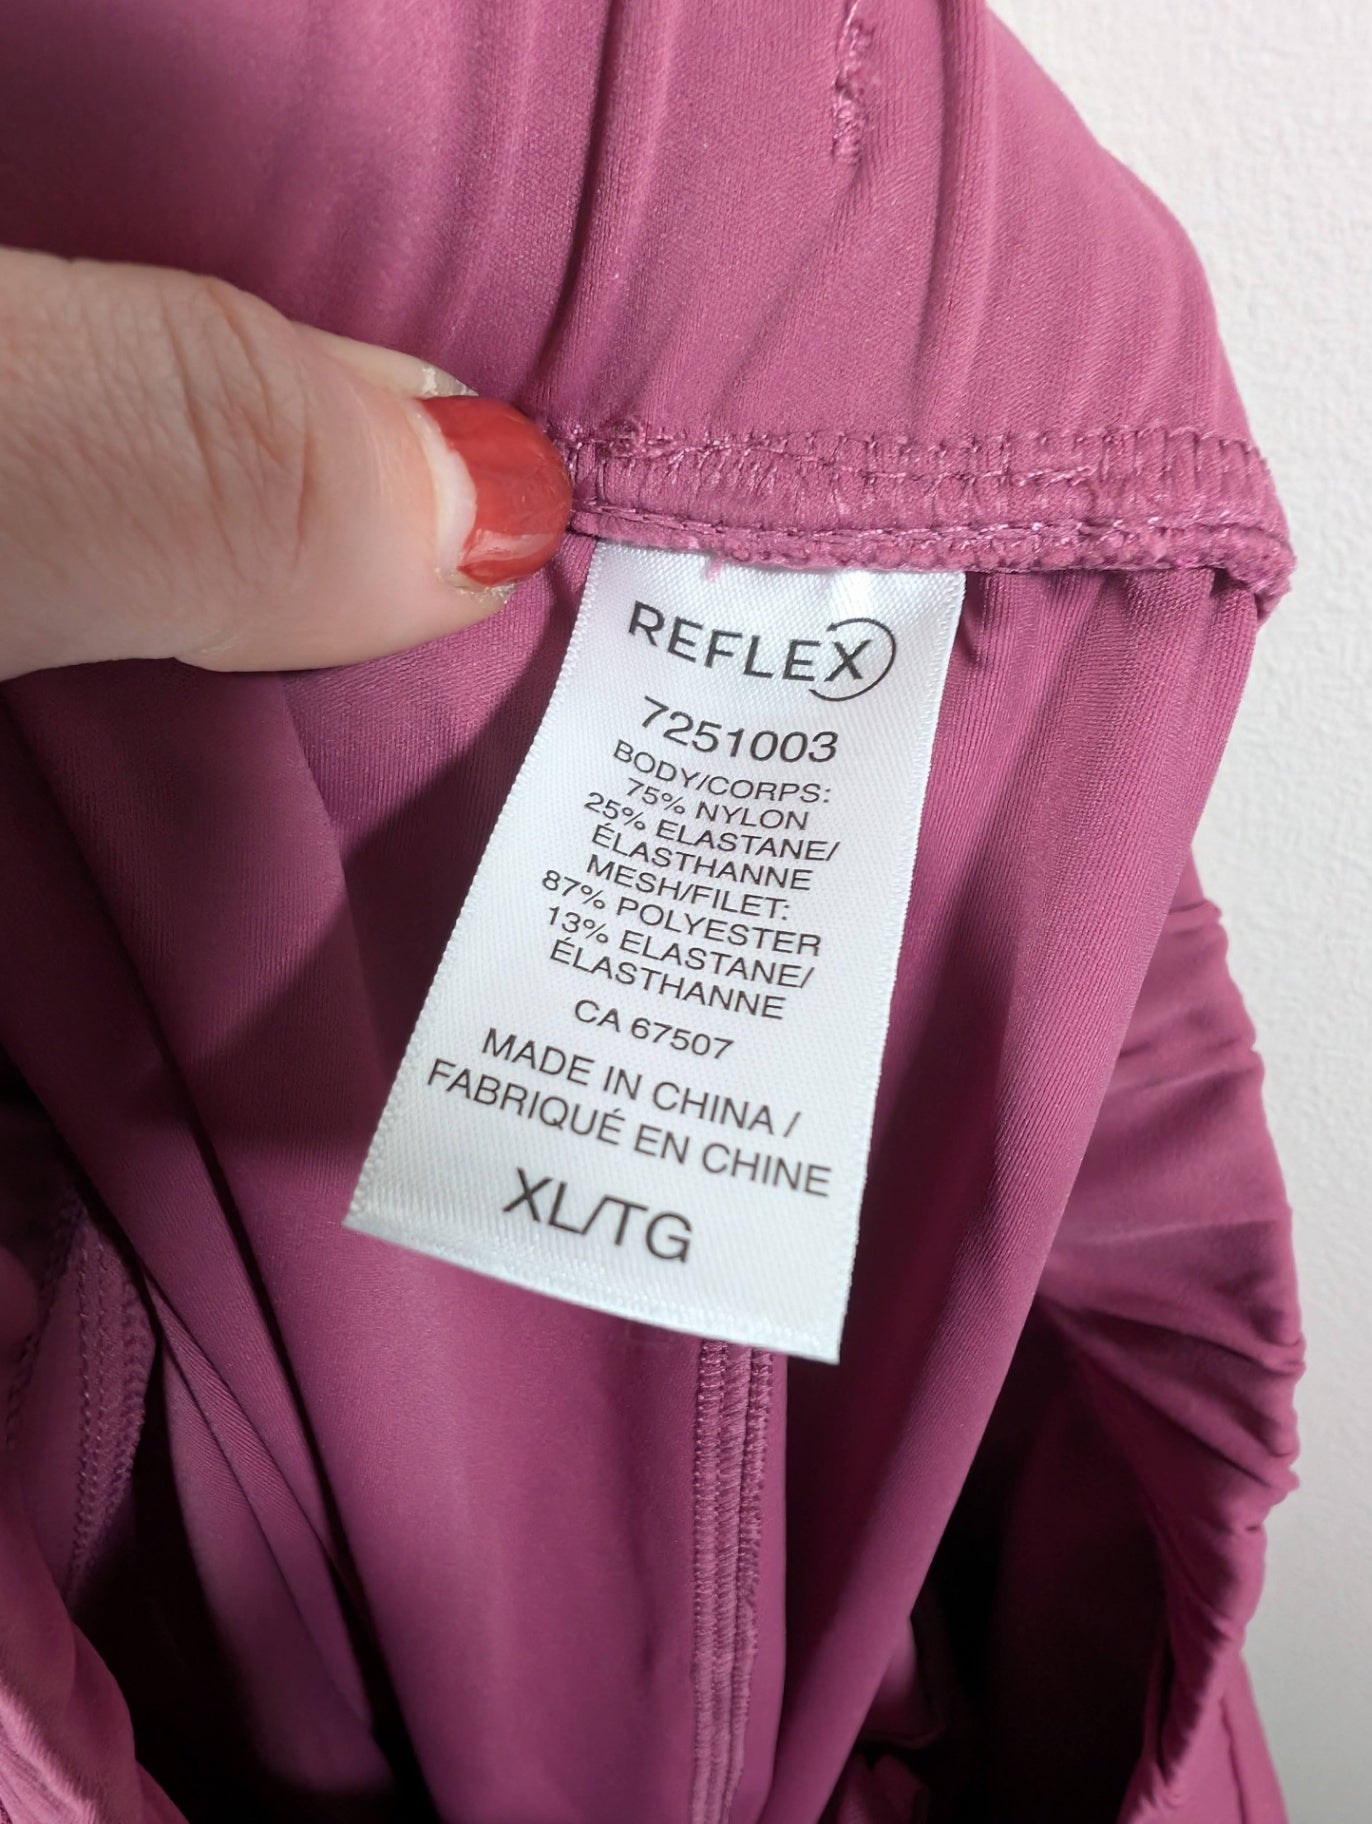 REFLEX
7251003
BODY/CORPS:
75% NYLON
25% ELASTANE/
ÉLASTHANNE
MESH/FILET:
87% POLYESTER
13% ELASTANE/
ÉLASTHANNE
CA 67507
MADE IN CHINA /
FABRIQUÉ EN CHINE
XL/TG